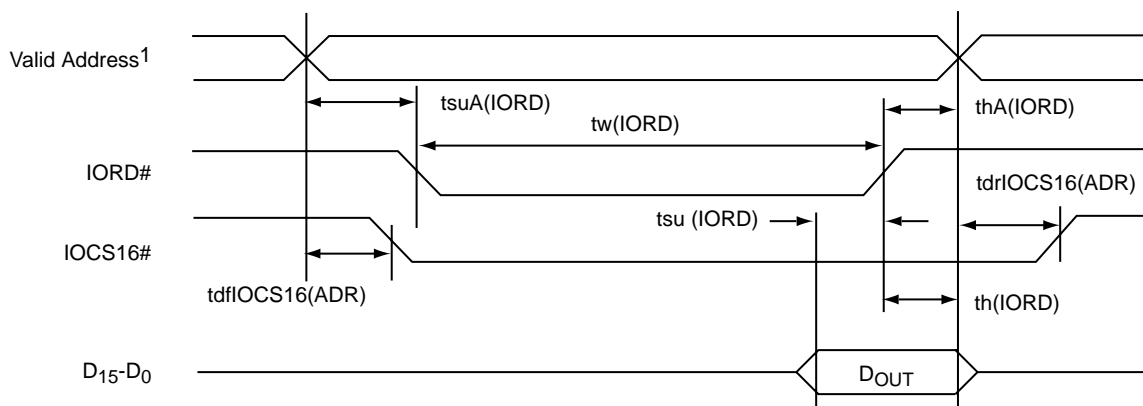 Valid Address1
tsuA(IORD)
thA(IORD)
tw(IORD)
IORD#
tdrIOCS16(ADR)
tsu (IORD)
IOCS16#
tdfIOCS16(ADR)
th(IORD)
D15-D0
DOUT